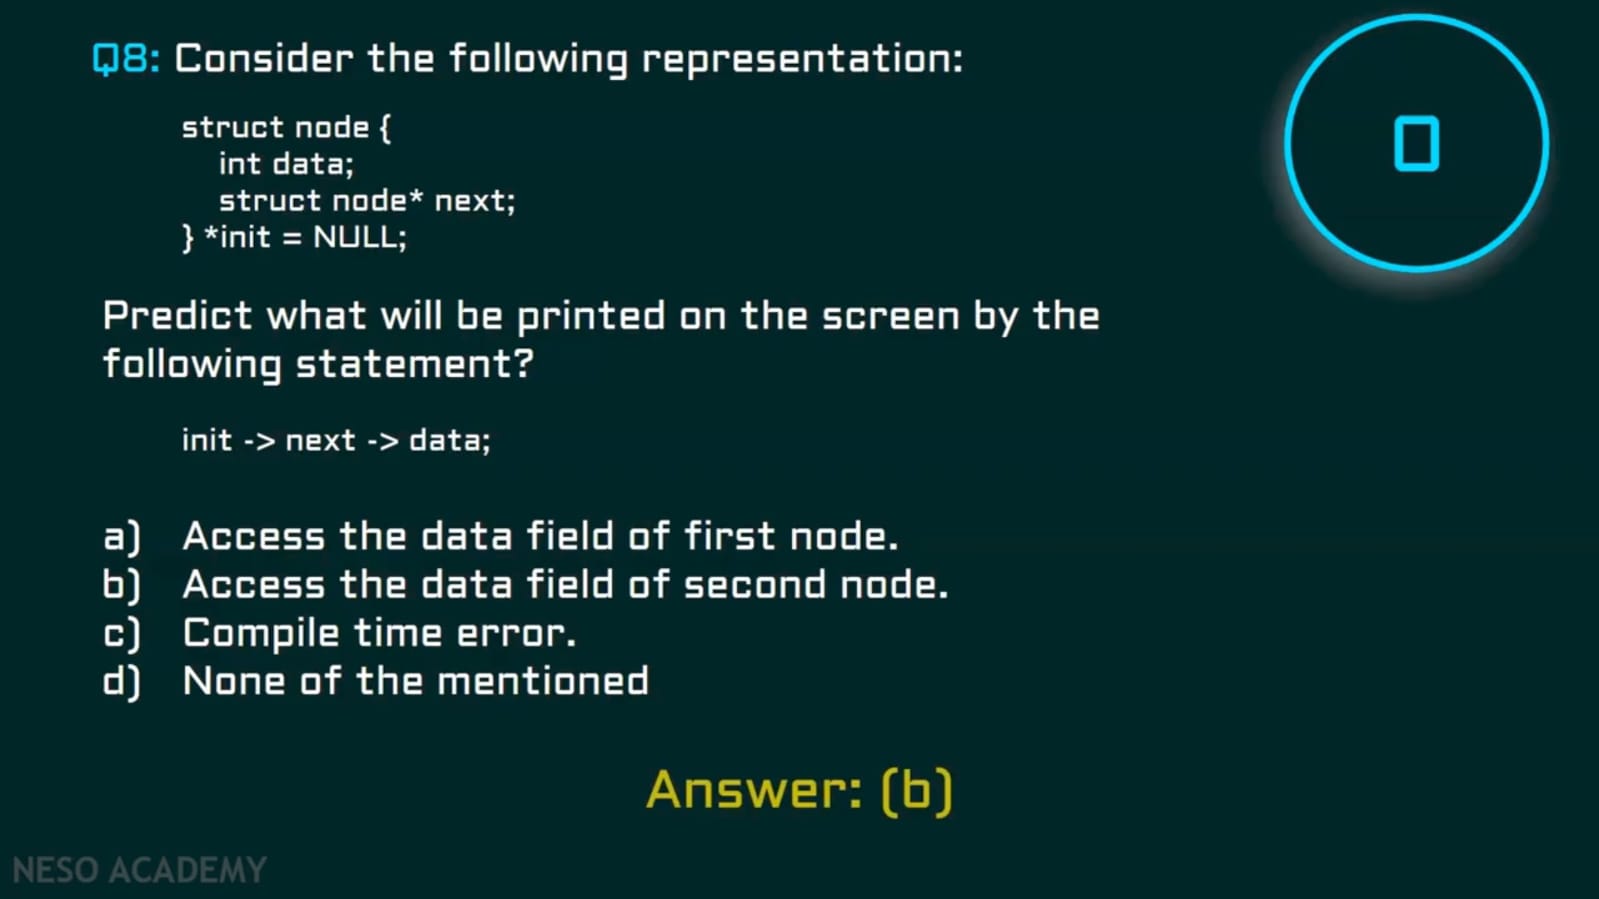 Q8: Consider the following representation:
0
struct node {
int data;
struct node* next;
} *init = NULL;
Predict what will be printed on the screen by the
following statement?
init -> next -> data;
a) Access the data field of first node.
b) Access the data field of second node.
c) Compile time error.
d) None of the mentioned
Answer: (b)
NESO ACADEMY